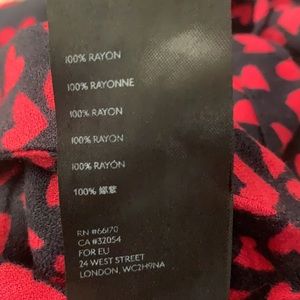 100% RAYON
100% RAYONNE
100% RAYON
100% RAYON
100% RAYÓN
100% 嫘縈
RN #66170
CA #32054
FOR EU
24 WEST STREET
LONDON, WC2H9NA